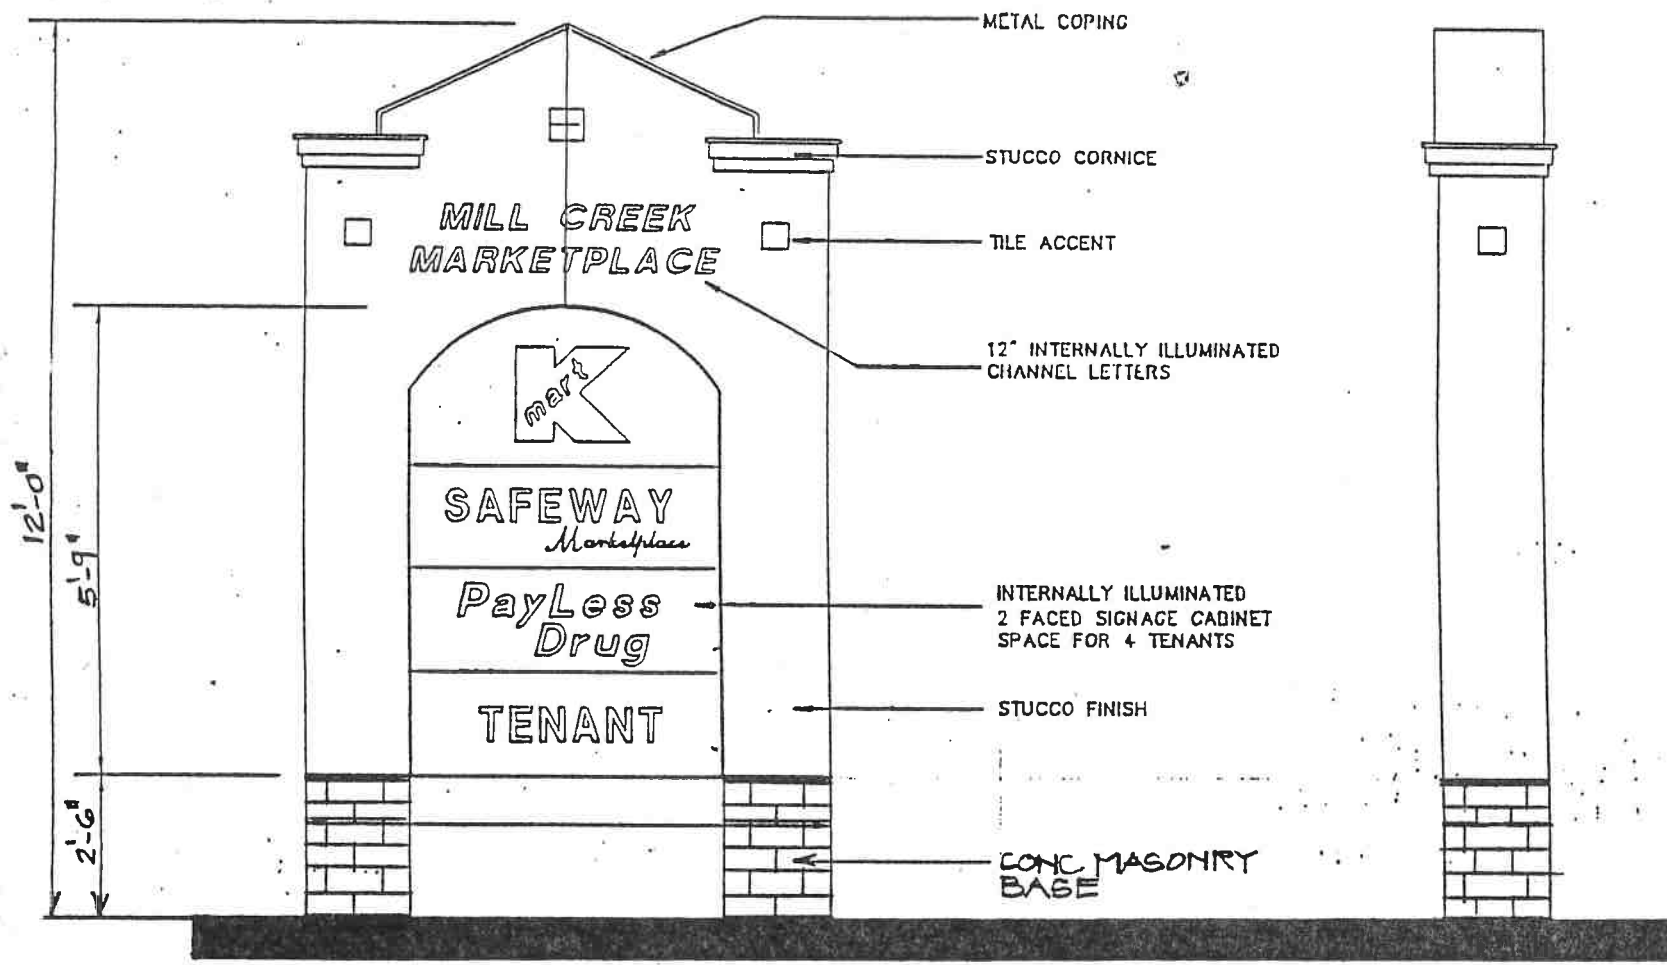 METAL COPING
STUCCO CORNICE
MILL CREEK
MARKETPLACE
TILE ACCENT
12" INTERNALLY ILLUMINATED
CHANNEL LETTERS
K
mart
12'-0"
5'-9"
SAFEWAY
Marketplace
PayLess
Drug
INTERNALLY ILLUMINATED
2 FACED SIGNAGE CABINET
SPACE FOR 4 TENANTS
TENANT
STUCCO FINISH
2'-6"
CONC MASONRY
BASE